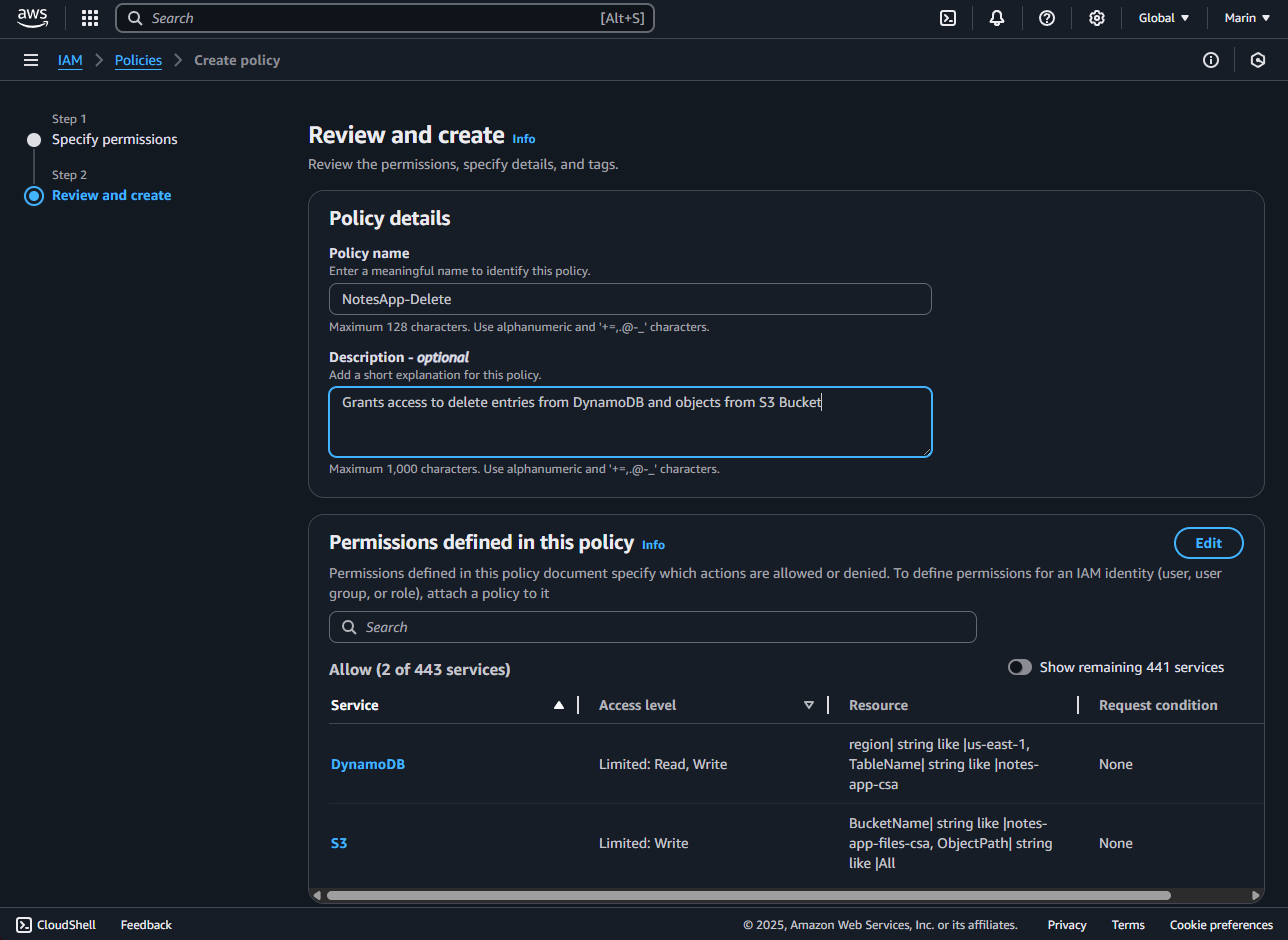 aws
Search [Alt+S]
Global Marin
IAM Policies Create policy
Step 1
Specify permissions
Step 2
Review and create
Review and create Info
Review the permissions, specify details, and tags.
Policy details
Policy name
Enter a meaningful name to identify this policy.
NotesApp-Delete
Maximum 128 characters. Use alphanumeric and '+=,.@-_' characters.
Description - optional
Add a short explanation for this policy.
Grants access to delete entries from DynamoDB and objects from S3 Bucket
Maximum 1,000 characters. Use alphanumeric and '+=,.@-_' characters.
Permissions defined in this policy Info
Edit
Permissions defined in this policy document specify which actions are allowed or denied. To define permissions for an IAM identity (user, user
group, or role), attach a policy to it
Search
Allow (2 of 443 services)
Show remaining 441 services
Service Access level Resource Request condition
DynamoDB
Limited: Read, Write
region| string like |us-east-1,
TableName| string like |notes-
app-csa
None
S3
Limited: Write
BucketName| string like |notes-
app-files-csa, ObjectPath| string
like |All
None
CloudShell Feedback
© 2025, Amazon Web Services, Inc. or its affiliates. Privacy Terms Cookie preferences